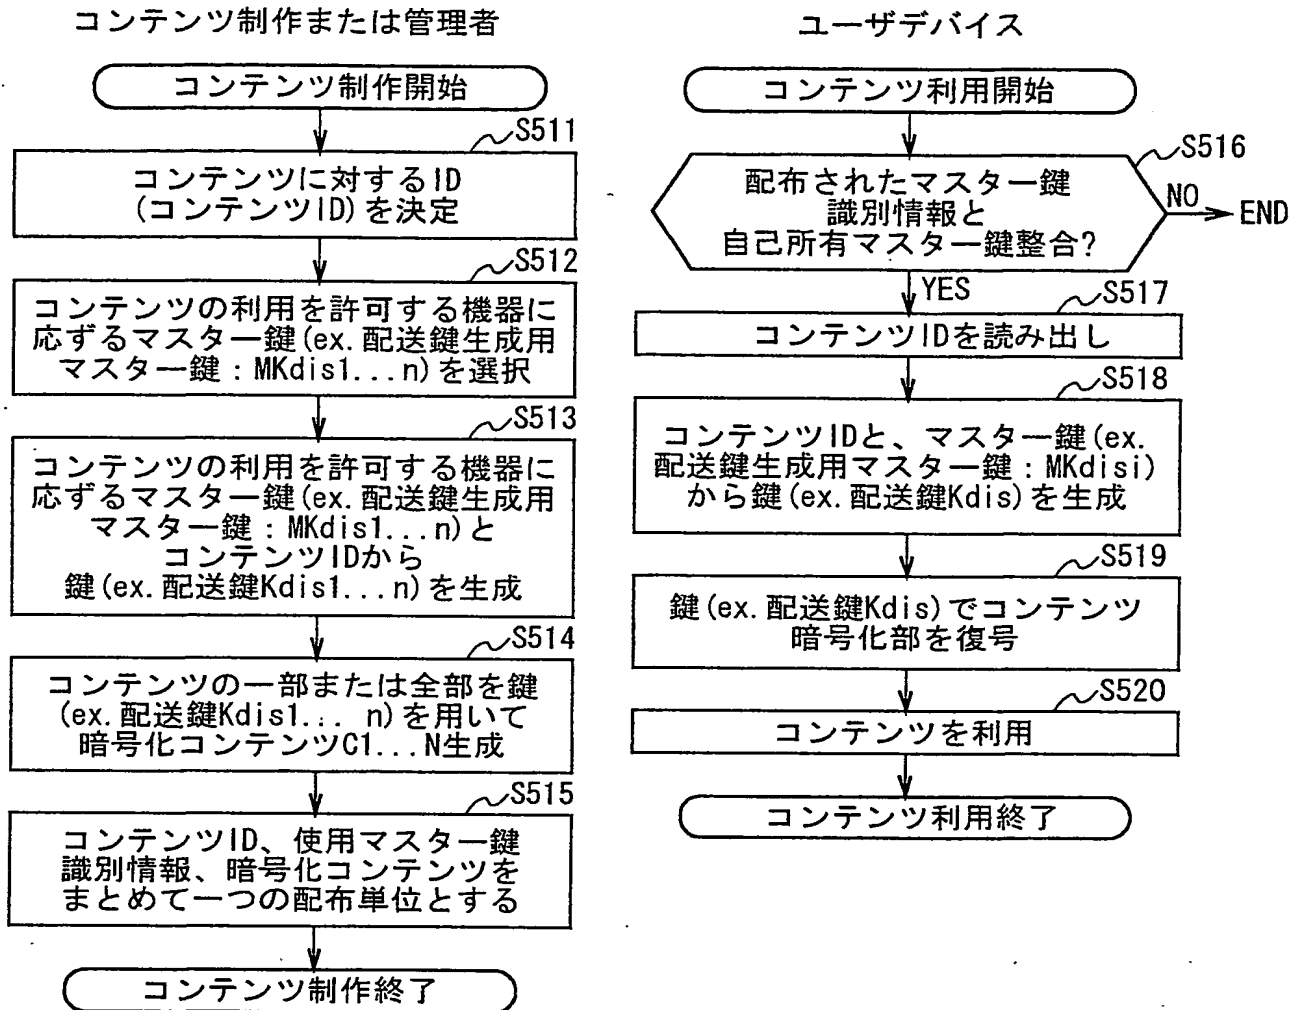 コンテンツ制作または管理者
コンテンツ制作開始
S511
コンテンツに対するID
(コンテンツID)を決定
S512
コンテンツの利用を許可する機器に
応ずるマスター鍵(ex.配送鍵生成用
マスター鍵：MKdis1...n)を選択
S513
コンテンツの利用を許可する機器に
応ずるマスター鍵(ex.配送鍵生成用
マスター鍵：MKdis1...n)と
コンテンツIDから
鍵(ex.配送鍵Kdis1...n)を生成
S514
コンテンツの一部または全部を鍵
(ex.配送鍵Kdis1... n)を用いて
暗号化コンテンツC1...N生成
S515
コンテンツID、使用マスター鍵
識別情報、暗号化コンテンツを
まとめて一つの配布単位とする
コンテンツ制作終了
ユーザデバイス
コンテンツ利用開始
S516
配布されたマスター鍵
識別情報と
自己所有マスター鍵整合?
NO
END
YES
S517
コンテンツIDを読み出し
S518
コンテンツIDと、マスター鍵(ex.
配送鍵生成用マスター鍵：MKdisi)
から鍵(ex.配送鍵Kdis)を生成
S519
鍵(ex.配送鍵Kdis)でコンテンツ
暗号化部を復号
S520
コンテンツを利用
コンテンツ利用終了